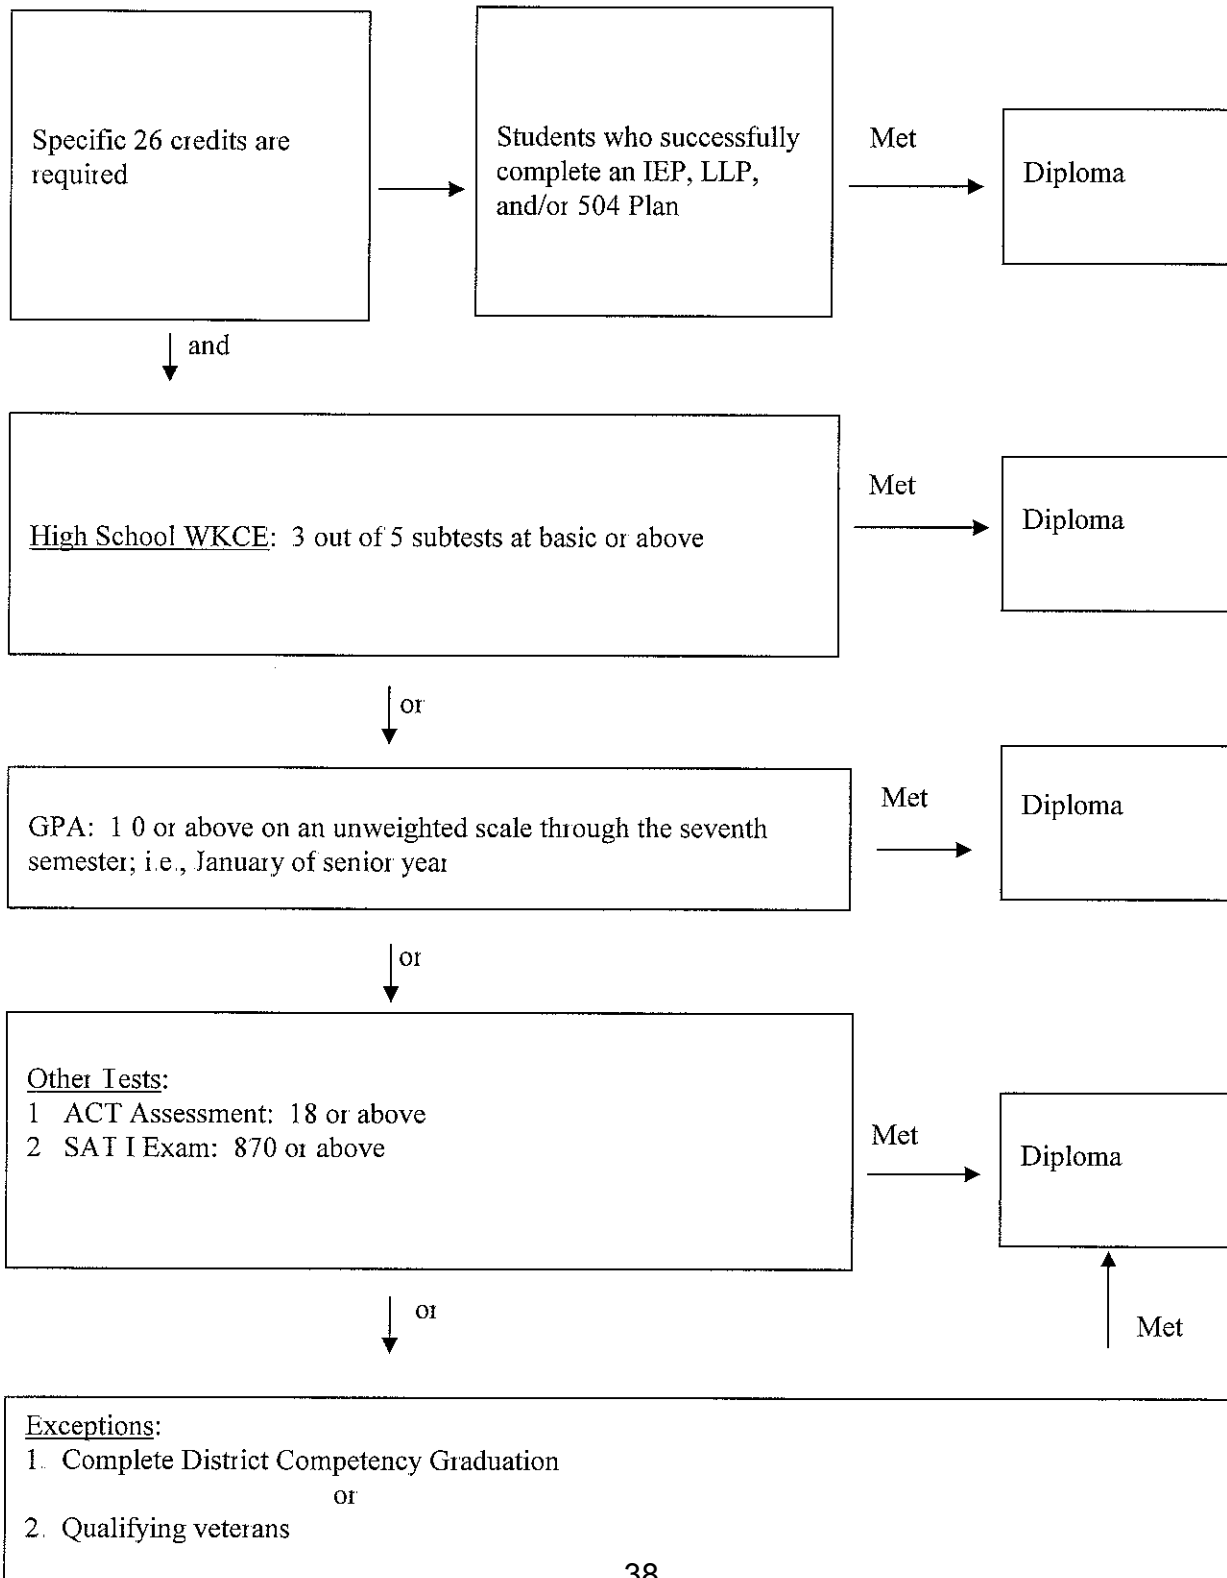 Specific 26 credits are
required
Students who successfully
complete an IEP, LLP,
and/or 504 Plan
Met
Diploma
and
High School WKCE: 3 out of 5 subtests at basic or above
Met
Diploma
or
GPA: 1 0 or above on an unweighted scale through the seventh
semester; i.e., January of senior year
Met
Diploma
or
Other Tests:
1 ACT Assessment: 18 or above
2 SAT I Exam: 870 or above
Met
Diploma
or
Met
Exceptions:
1. Complete District Competency Graduation
or
2. Qualifying veterans
38